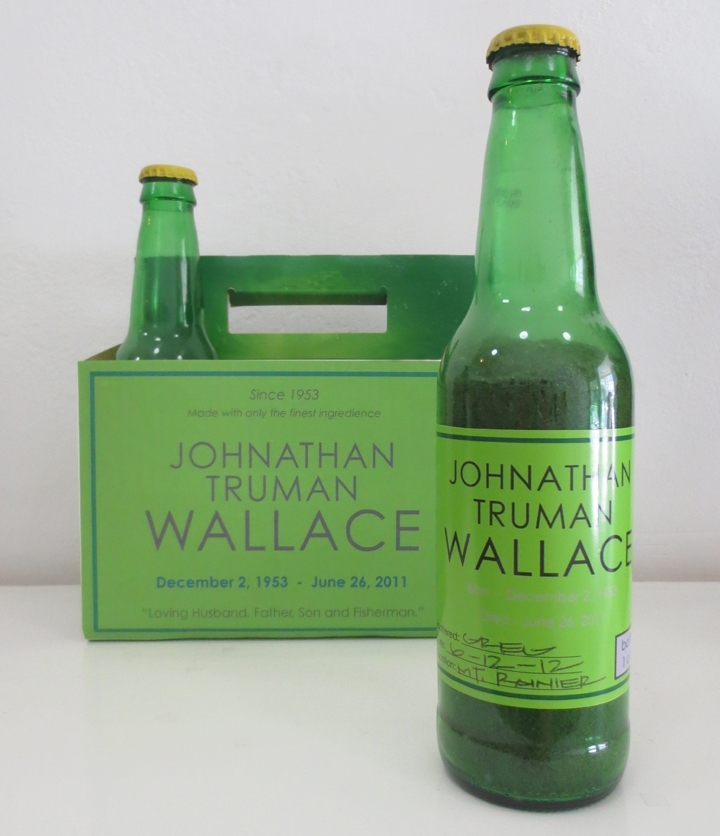 Since 1953
Made with only the finest ingredience
JOHNATHAN
TRUMAN
WALLACE
December 2, 1953 - June 26, 2011
"Loving Husband, Father, Son and Fisherman."
JOHNATHAN
TRUMAN
WALLACE
December 2,
June 26, 2011
GREG
6-12-12
MT. RAINIER